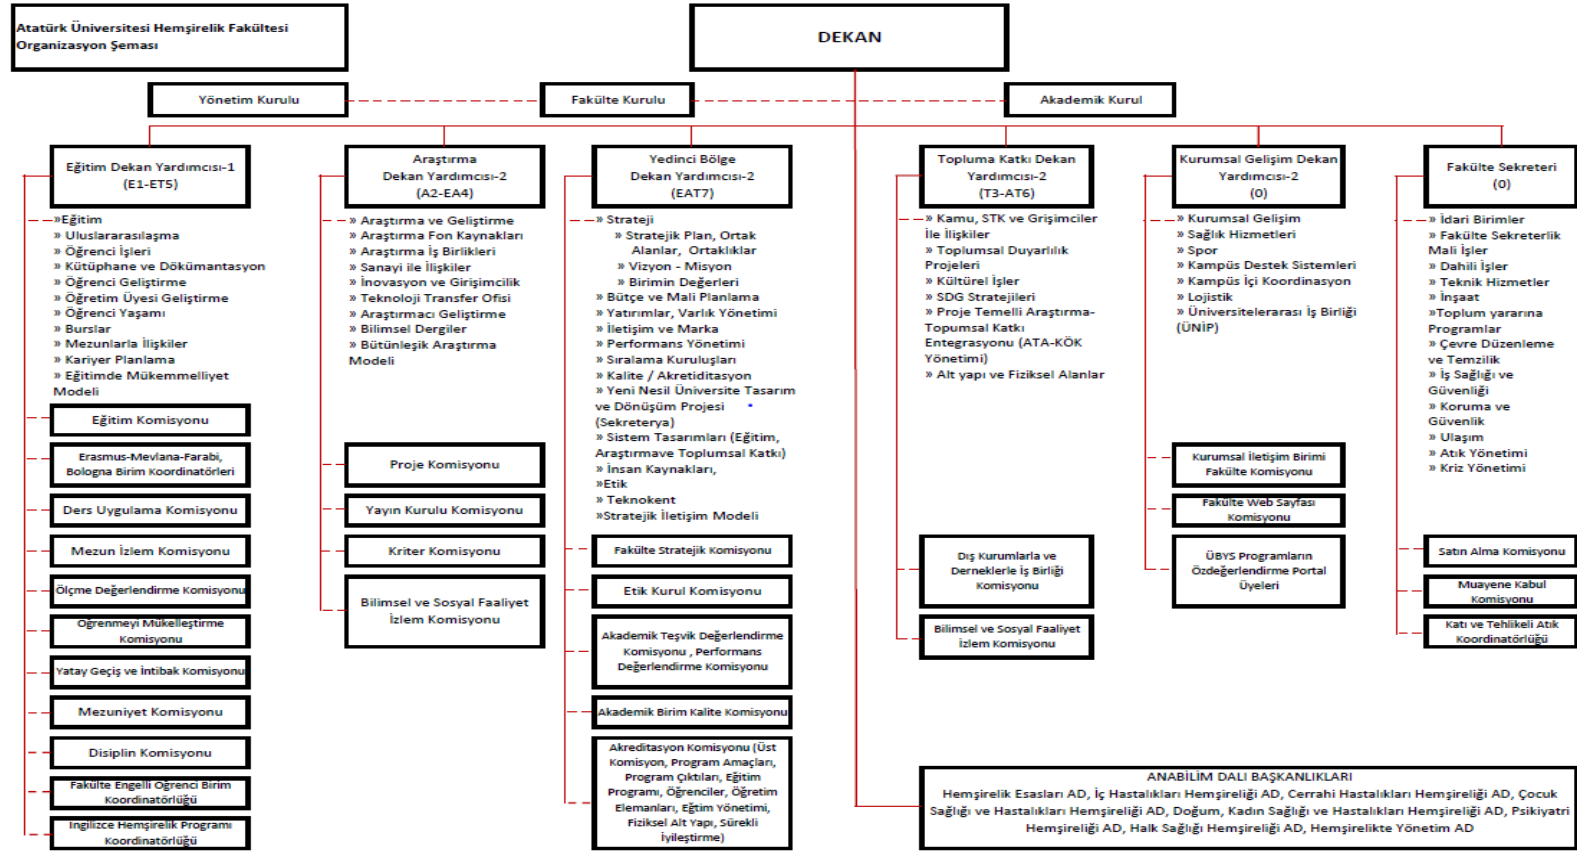 Atatürk Üniversitesi Hemşirelik Fakültesi
Organizasyon Şeması
DEKAN
Yönetim Kurulu
Fakülte Kurulu
Akademik Kurul
Eğitim Dekan Yardımcısı-1
(E1-ET5)
»Eğitim
» Uluslararasılaşma
» Öğrenci İşleri
» Kütüphane ve Dökümantasyon
» Öğrenci Geliştirme
» Öğretim Üyesi Geliştirme
» Öğrenci Yaşamı
» Burslar
» Mezunlarla İlişkiler
» Kariyer Planlama
» Eğitimde Mükemmelliyet
Modeli
Eğitim Komisyonu
Erasmus-Mevlana-Farabi,
Bologna Birim Koordinatörleri
Ders Uygulama Komisyonu
Mezun İzlem Komisyonu
Ölçme Değerlendirme Komisyonu
Öğrenmeyi Mükelleştirme
Komisyonu
Yatay Geçiş ve İntibak Komisyonu
Mezuniyet Komisyonu
Disiplin Komisyonu
Fakülte Engelli Öğrenci Birim
Koordinatörlüğü
İngilizce Hemşirelik Programı
Koordinatörlüğü
Araştırma
Dekan Yardımcısı-2
(A2-EA4)
» Araştırma ve Geliştirme
» Araştırma Fon Kaynakları
» Araştırma İş Birlikleri
» Sanayi ile İlişkiler
» İnovasyon ve Girişimcilik
» Teknoloji Transfer Ofisi
» Araştırmacı Geliştirme
» Bilimsel Dergiler
» Bütünleşik Araştırma
Modeli
Proje Komisyonu
Yayın Kurulu Komisyonu
Kriter Komisyonu
Bilimsel ve Sosyal Faaliyet
İzlem Komisyonu
Yedinci Bölge
Dekan Yardımcısı-2
(EAT7)
» Strateji
» Stratejik Plan, Ortak
Alanlar, Ortaklıklar
» Vizyon - Misyon
» Birimin Değerleri
» Bütçe ve Mali Planlama
» Yatırımlar, Varlık Yönetimi
» İletişim ve Marka
» Performans Yönetimi
» Sıralama Kuruluşları
» Kalite / Akretiditasyon
» Yeni Nesil Üniversite Tasarım
ve Dönüşüm Projesi
(Sekreterya)
» Sistem Tasarımları (Eğitim,
Araştırmave Toplumsal Katkı)
» İnsan Kaynakları,
»Etik
» Teknokent
»Stratejik İletişim Modeli
Fakülte Stratejik Komisyonu
Etik Kurul Komisyonu
Akademik Teşvik Değerlendirme
Komisyonu , Performans
Değerlendirme Komisyonu
Akademik Birim Kalite Komisyonu
Akreditasyon Komisyonu (Üst
Komisyon, Program Amaçları,
Program Çıktıları, Eğitim
Programı, Öğrenciler, Öğretim
Elemanları, Eğtim Yönetimi,
Fiziksel Alt Yapı, Sürekli
İyileştirme)
Topluma Katkı Dekan
Yardımcısı-2
(T3-AT6)
» Kamu, STK ve Grişimciler
İle İlişkiler
» Toplumsal Duyarlılık
Projeleri
» Kültürel İşler
» SDG Stratejileri
» Proje Temelli Araştırma-
Topumsal Katkı
Entegrasyonu (ATA-KÖK
Yönetimi)
» Alt yapı ve Fiziksel Alanlar
Dış Kurumlarla ve
Derneklerle İş Birliği
Komisyonu
Bilimsel ve Sosyal Faaliyet
İzlem Komisyonu
Kurumsal Gelişim Dekan
Yardımcısı-2
(0)
» Kurumsal Gelişim
» Sağlık Hizmetleri
» Spor
» Kampüs Destek Sistemleri
» Kampüs İçi Koordinasyon
» Lojistik
» Üniversitelerarası İş Birliği
(ÜNİP)
Kurumsal İletişim Birimi
Fakülte Komisyonu
Fakülte Web Sayfası
Komisyonu
ÜBYS Programların
Özdeğerlendirme Portal
Üyeleri
Fakülte Sekreteri
(0)
» İdari Birimler
» Fakülte Sekreterlik
Mali İşler
» Dahili İşler
» Teknik Hizmetler
» İnşaat
»Toplum yararına
Programlar
» Çevre Düzenleme
ve Temzilik
» İş Sağlığı ve
Güvenliği
» Koruma ve
Güvenlik
» Ulaşım
» Atık Yönetimi
» Kriz Yönetimi
Satın Alma Komisyonu
Muayene Kabul
Komisyonu
Katı ve Tehlikeli Atık
Koordinatörlüğü
ANABİLİM DALI BAŞKANLIKLARI
Hemşirelik Esasları AD, İç Hastalıkları Hemşireliği AD, Cerrahi Hastalıkları Hemşireliği AD, Çocuk
Sağlığı ve Hastalıkları Hemşireliği AD, Doğum, Kadın Sağlığı ve Hastalıkları Hemşireliği AD, Psikiyatri
Hemşireliği AD, Halk Sağlığı Hemşireliği AD, Hemşirelikte Yönetim AD